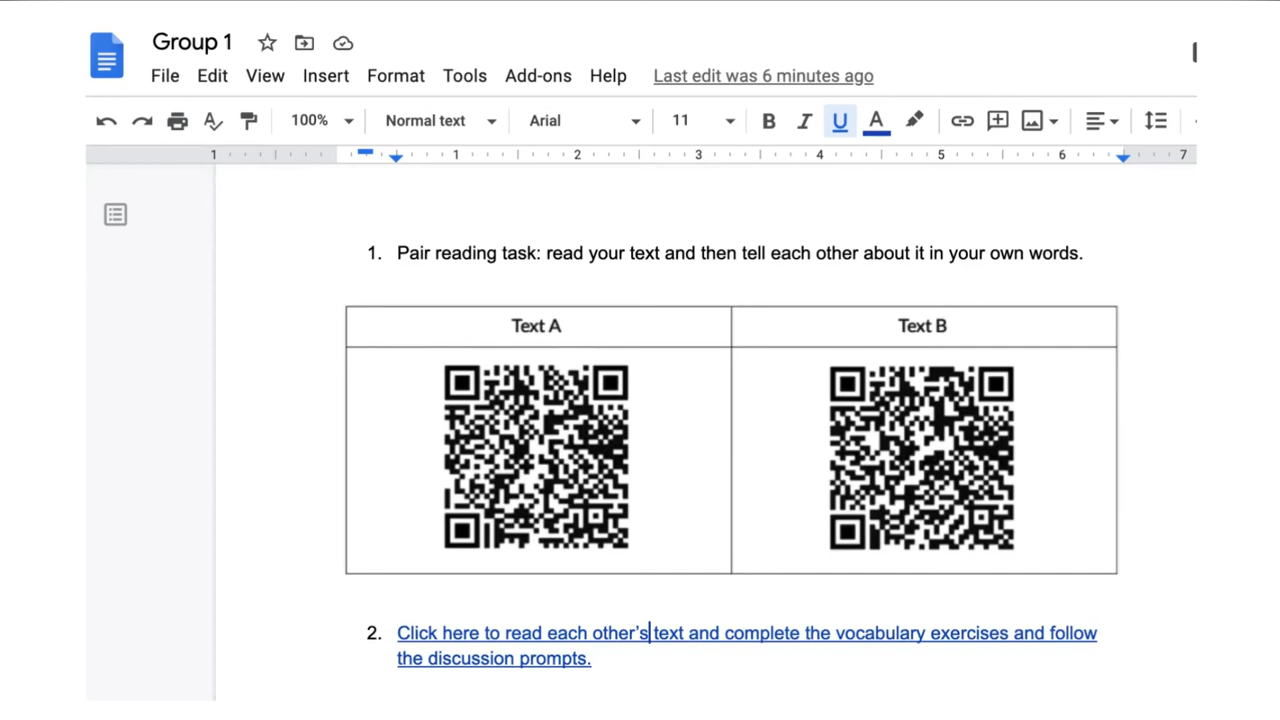 Group 1
File Edit View Insert Format Tools Add-ons Help Last edit was 6 minutes ago
100% Normal text Arial 11 B I U A
1 1 2 3 4 5 6 7
1. Pair reading task: read your text and then tell each other about it in your own words.
Text A Text B
2. Click here to read each other's text and complete the vocabulary exercises and follow
the discussion prompts.